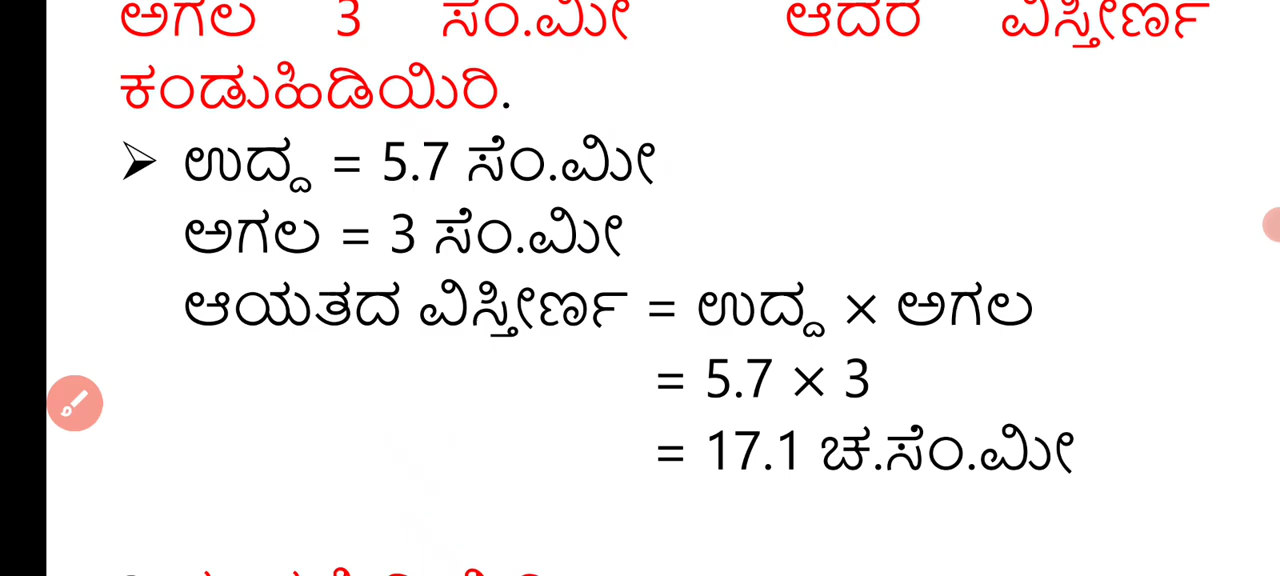 ಅಗಲ 3 ಸೆಂ.ಮೀ ಆದರೆ ವಿಸ್ತೀರ್ಣ
ಕಂಡುಹಿಡಿಯಿರಿ.
➢ ಉದ್ದ = 5.7 ಸೆಂ.ಮೀ
ಅಗಲ = 3 ಸೆಂ.ಮೀ
ಆಯತದ ವಿಸ್ತೀರ್ಣ = ಉದ್ದ × ಅಗಲ
= 5.7 × 3
= 17.1 ಚ.ಸೆಂ.ಮೀ